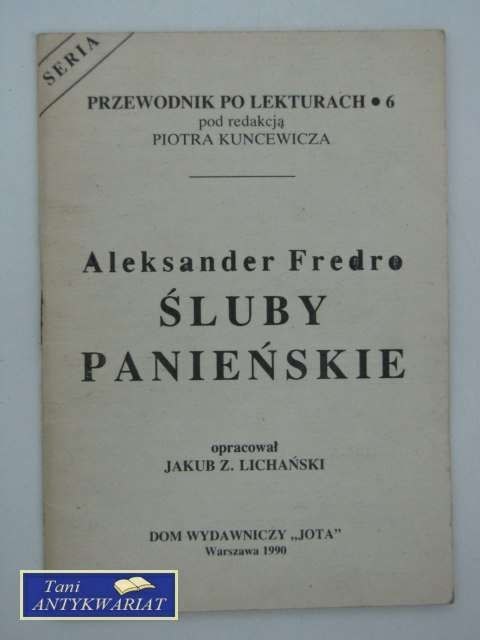 SERIA
PRZEWODNIK PO LEKTURACH • 6
pod redakcją
PIOTRA KUNCEWICZA
Aleksander Fredro
ŚLUBY
PANIEŃSKIE
opracował
JAKUB Z. LICHAŃSKI
DOM WYDAWNICZY „JOTA”
Warszawa 1990
Tani
ANTYKWARIAT